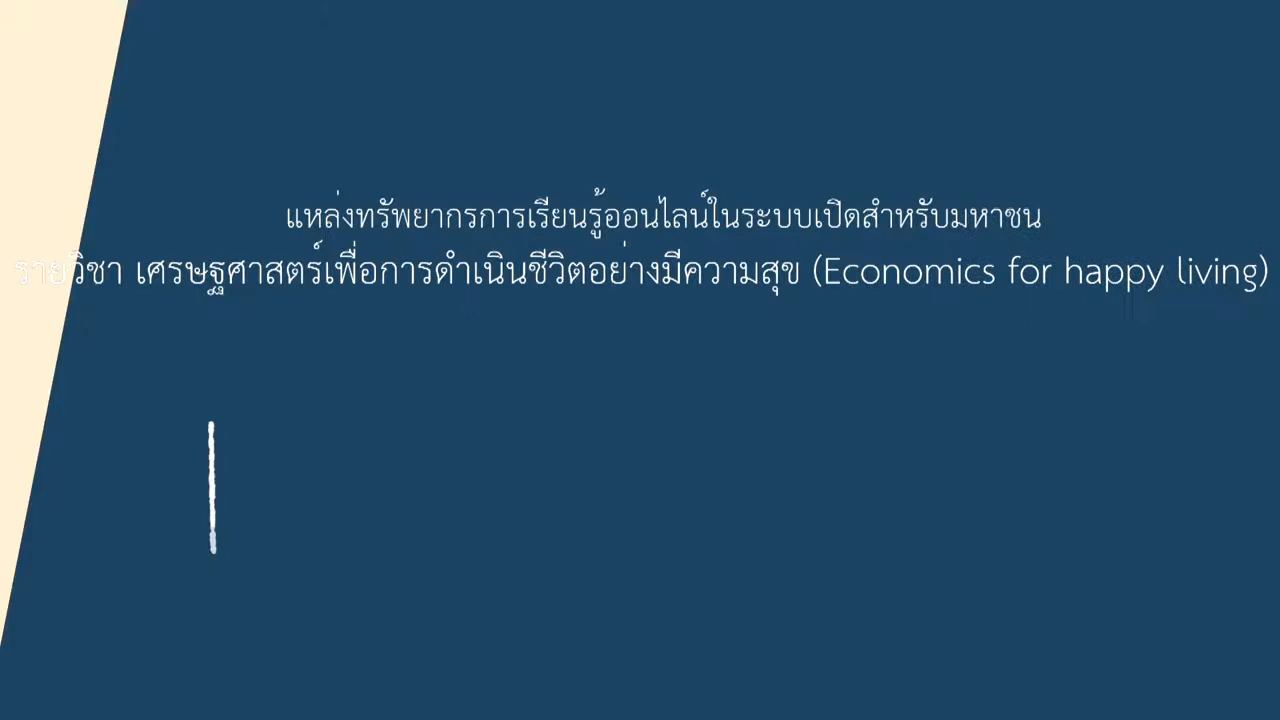 แหล่งทรัพยากรการเรียนรู้ออนไลน์ในระบบเปิดสำหรับมหาชน
รายวิชา เศรษฐศาสตร์เพื่อการดำเนินชีวิตอย่างมีความสุข (Economics for happy living)